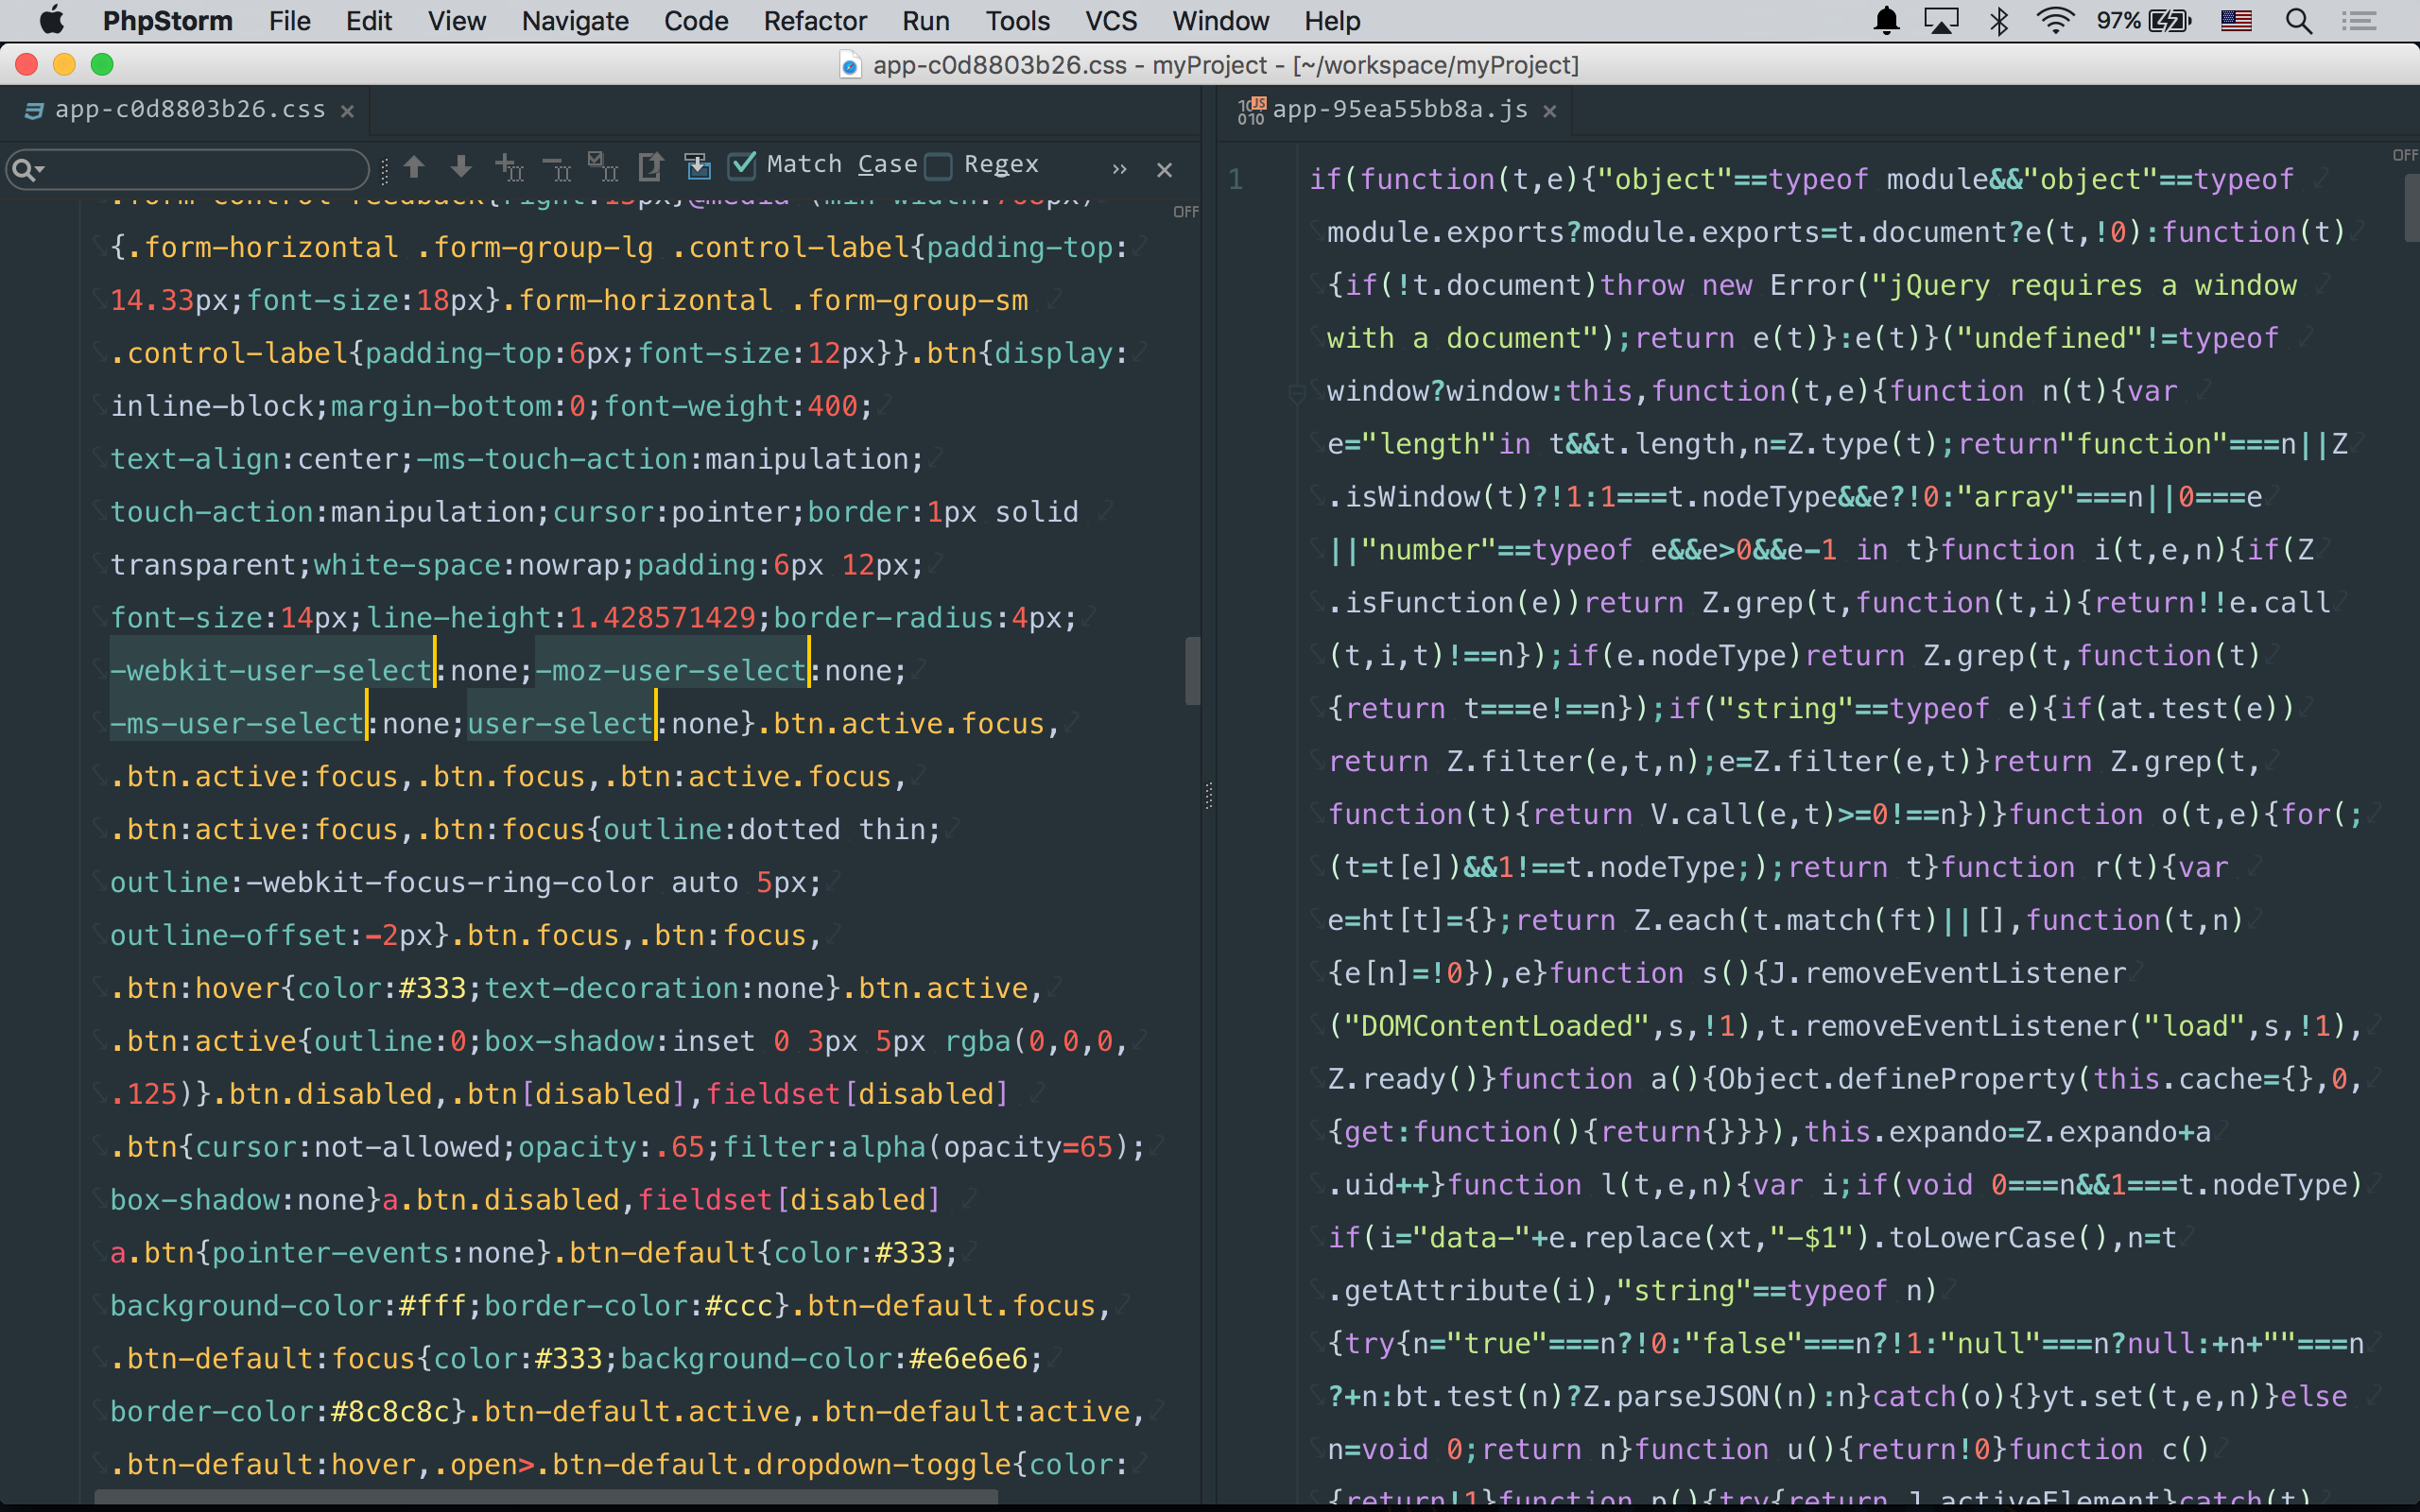 PhpStorm File Edit View Navigate Code Refactor Run Tools VCS Window Help 97%
app-c0d8803b26.css - myProject - [~/workspace/myProject]
app-c0d8803b26.css
Match Case Regex
OFF
.form-control-feedback{right:15px}@media (min-width:768px)
{.form-horizontal .form-group-lg .control-label{padding-top:
14.33px;font-size:18px}.form-horizontal .form-group-sm
.control-label{padding-top:6px;font-size:12px}}.btn{display:
inline-block;margin-bottom:0;font-weight:400;
text-align:center;-ms-touch-action:manipulation;
touch-action:manipulation;cursor:pointer;border:1px solid
transparent;white-space:nowrap;padding:6px 12px;
font-size:14px;line-height:1.428571429;border-radius:4px;
-webkit-user-select:none;-moz-user-select:none;
-ms-user-select:none;user-select:none}.btn.active.focus,
.btn.active:focus,.btn.focus,.btn:active.focus,
.btn:active:focus,.btn:focus{outline:dotted thin;
outline:-webkit-focus-ring-color auto 5px;
outline-offset:-2px}.btn.focus,.btn:focus,
.btn:hover{color:#333;text-decoration:none}.btn.active,
.btn:active{outline:0;box-shadow:inset 0 3px 5px rgba(0,0,0,
.125)}.btn.disabled,.btn[disabled],fieldset[disabled]
.btn{cursor:not-allowed;opacity:.65;filter:alpha(opacity=65);
box-shadow:none}a.btn.disabled,fieldset[disabled]
a.btn{pointer-events:none}.btn-default{color:#333;
background-color:#fff;border-color:#ccc}.btn-default.focus,
.btn-default:focus{color:#333;background-color:#e6e6e6;
border-color:#8c8c8c}.btn-default.active,.btn-default:active,
.btn-default:hover,.open>.btn-default.dropdown-toggle{color:
app-95ea55bb8a.js
OFF
1 if(function(t,e){"object"==typeof module&&"object"==typeof
module.exports?module.exports=t.document?e(t,!0):function(t)
{if(!t.document)throw new Error("jQuery requires a window
with a document");return e(t)}:e(t)}("undefined"!=typeof
window?window:this,function(t,e){function n(t){var
e="length"in t&&t.length,n=Z.type(t);return"function"===n||Z
.isWindow(t)?!1:1===t.nodeType&&e?!0:"array"===n||0===e
||"number"==typeof e&&e>0&&e-1 in t}function i(t,e,n){if(Z
.isFunction(e))return Z.grep(t,function(t,i){return!!e.call
(t,i,t)!==n});if(e.nodeType)return Z.grep(t,function(t)
{return t===e!==n});if("string"==typeof e){if(at.test(e))
return Z.filter(e,t,n);e=Z.filter(e,t)}return Z.grep(t,
function(t){return V.call(e,t)>=0!==n})}function o(t,e){for(;
(t=t[e])&&1!==t.nodeType;);return t}function r(t){var
e=ht[t]={};return Z.each(t.match(ft)||[],function(t,n)
{e[n]=!0}),e}function s(){J.removeEventListener
("DOMContentLoaded",s,!1),t.removeEventListener("load",s,!1),
Z.ready()}function a(){Object.defineProperty(this.cache={},0,
{get:function(){return{}}}),this.expando=Z.expando+a
.uid++}function l(t,e,n){var i;if(void 0===n&&1===t.nodeType)
if(i="data-"+e.replace(xt,"-$1").toLowerCase(),n=t
.getAttribute(i),"string"==typeof n)
{try{n="true"===n?!0:"false"===n?!1:"null"===n?null:+n+""===n
?+n:bt.test(n)?Z.parseJSON(n):n}catch(o){}yt.set(t,e,n)}else
n=void 0;return n}function u(){return!0}function c()
{return!1}function p(){try{return J.activeElement}catch(t)